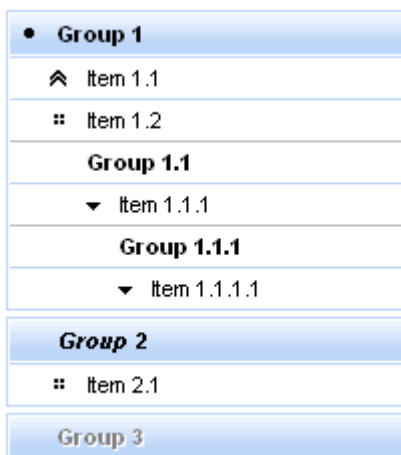 Group 1
Item 1.1
Item 1.2
Group 1.1
Item 1.1.1
Group 1.1.1
Item 1.1.1.1
Group 2
Item 2.1
Group 3